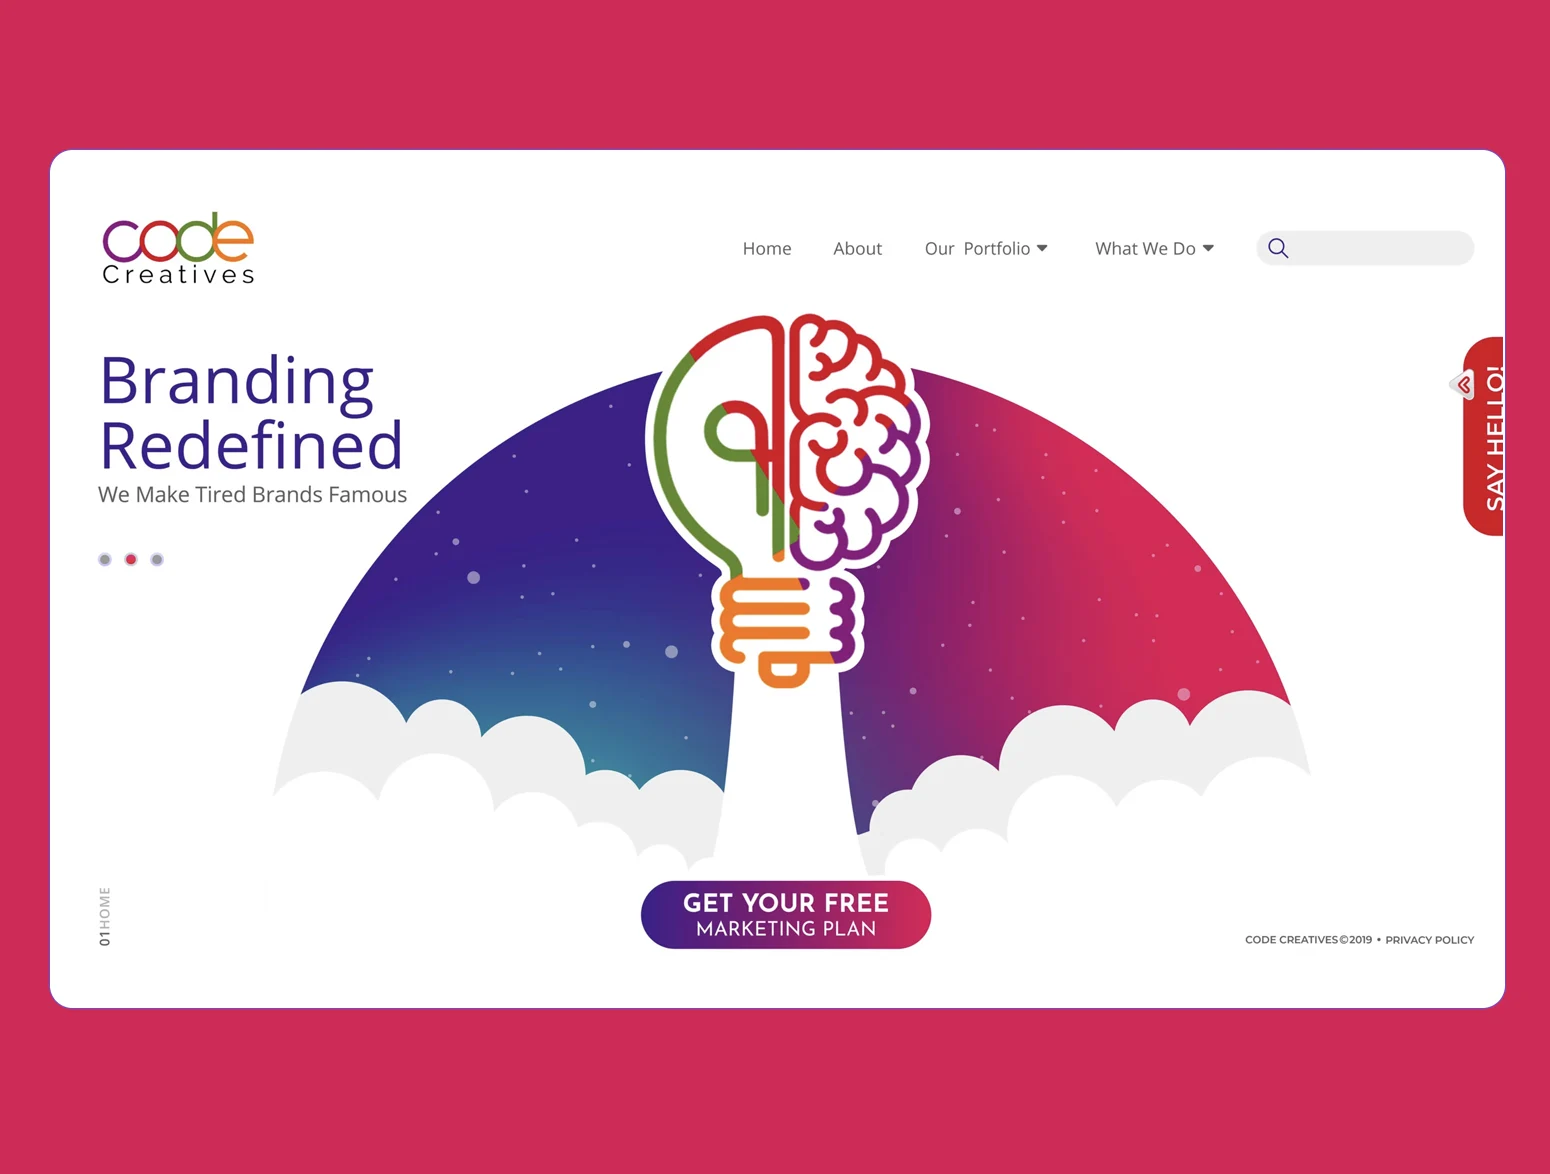 code
Creatives
Home
About
Our Portfolio
What We Do
Branding
Redefined
We Make Tired Brands Famous
SAY HELLO!
01HOME
GET YOUR FREE
MARKETING PLAN
CODE CREATIVES©2019 • PRIVACY POLICY